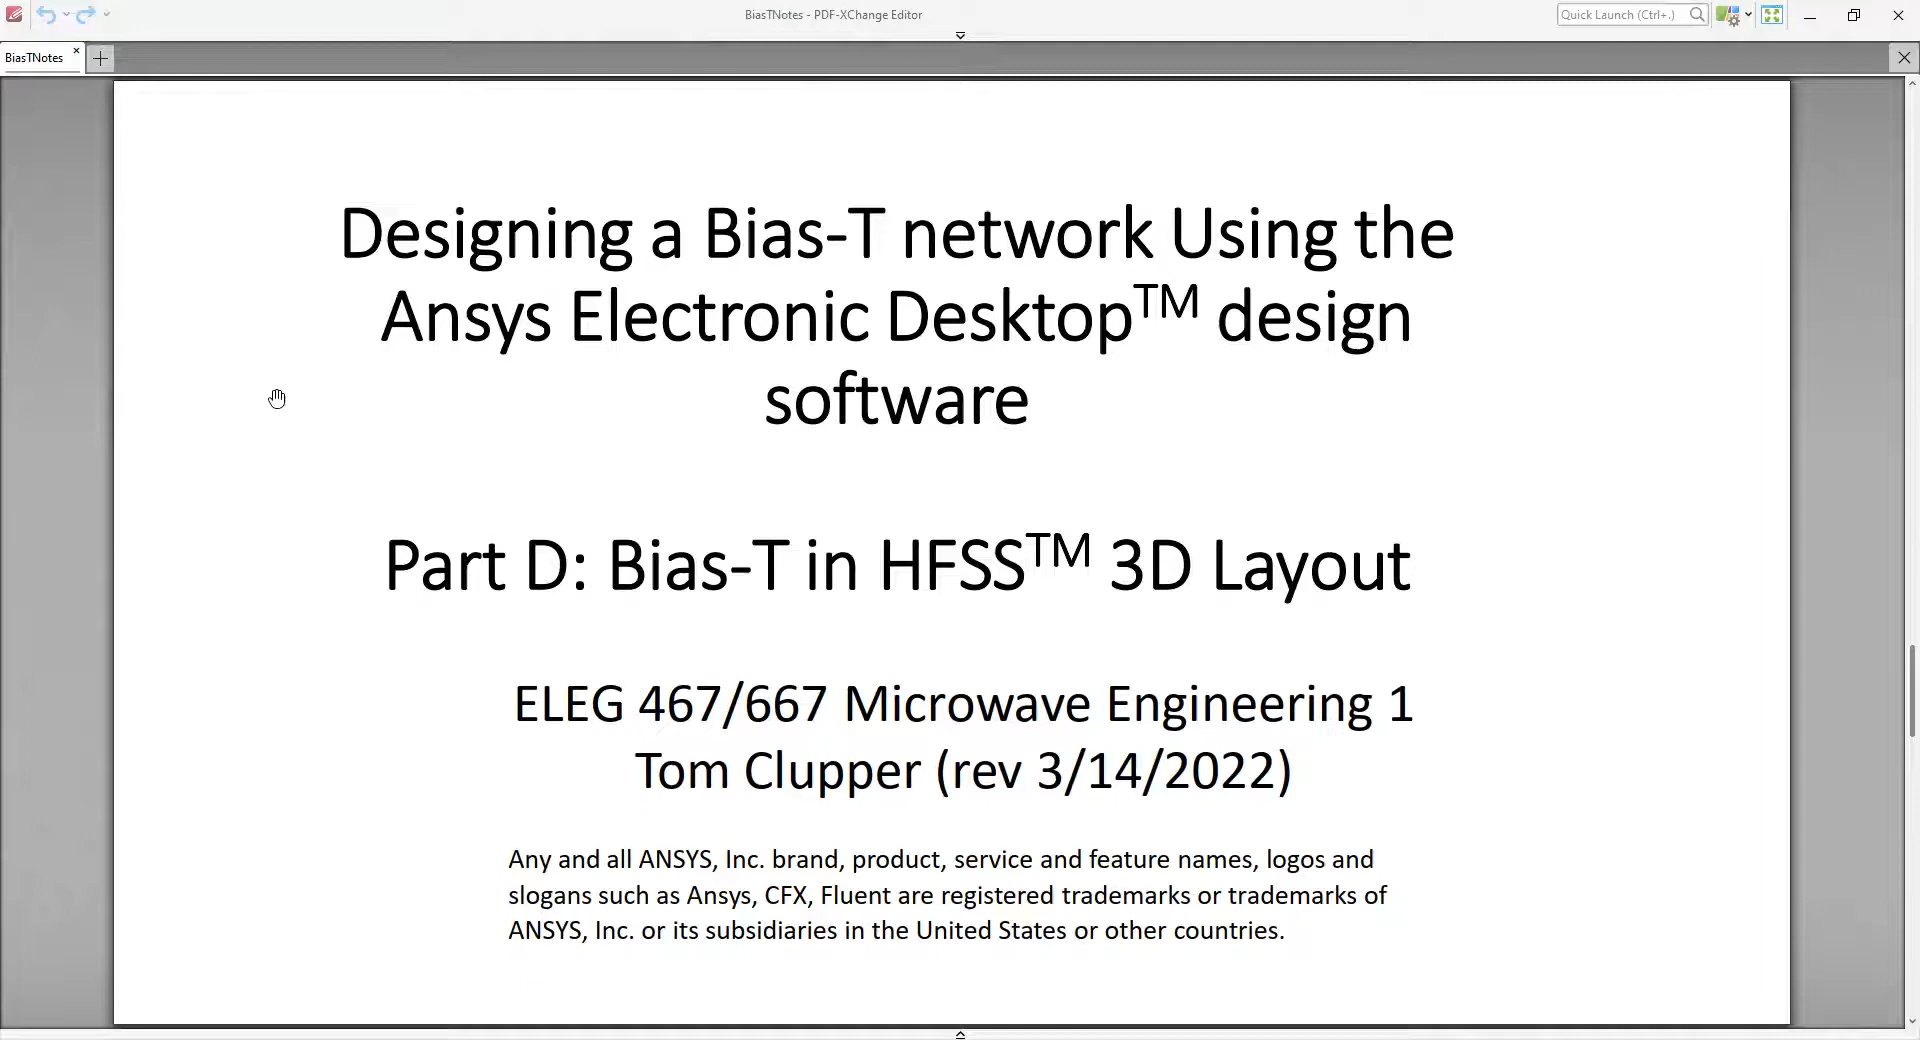 BiasTNotes - PDF-XChange Editor
Quick Launch (Ctrl+.)
BiasTNotes
Designing a Bias-T network Using the
Ansys Electronic Desktop™ design
software
Part D: Bias-T in HFSS™ 3D Layout
ELEG 467/667 Microwave Engineering 1
Tom Clupper (rev 3/14/2022)
Any and all ANSYS, Inc. brand, product, service and feature names, logos and
slogans such as Ansys, CFX, Fluent are registered trademarks or trademarks of
ANSYS, Inc. or its subsidiaries in the United States or other countries.